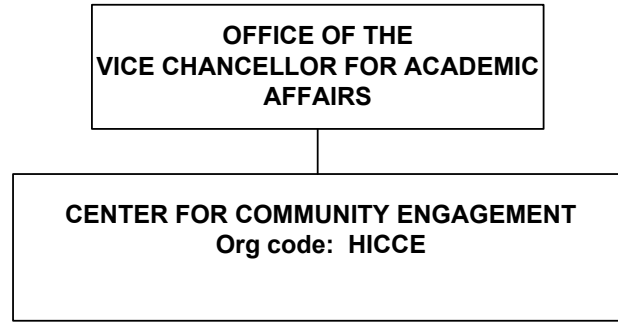 OFFICE OF THE
VICE CHANCELLOR FOR ACADEMIC
AFFAIRS
CENTER FOR COMMUNITY ENGAGEMENT
Org code:  HICCE